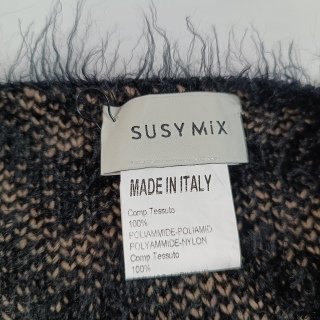 SUSY MiX
MADE IN ITALY
Comp Tessuto
100%
POLIAMMIDE-POLIAMID
POLYAMMIDE-NYLON
Comp Tessuto
100%